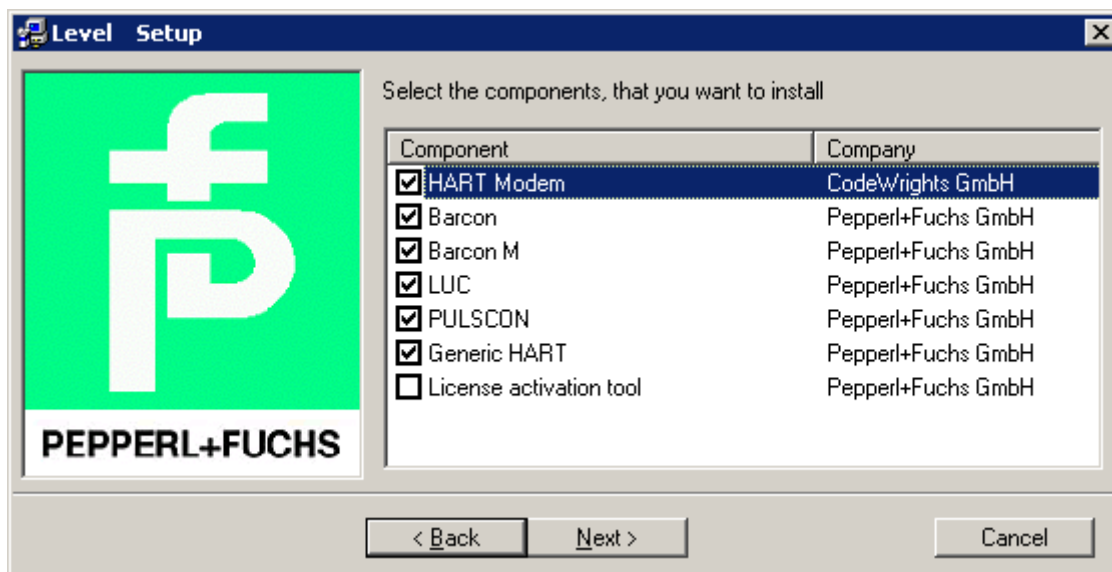 Level Setup
Select the components, that you want to install
Component Company
HART Modem CodeWrights GmbH
Barcon Pepperl+Fuchs GmbH
Barcon M Pepperl+Fuchs GmbH
LUC Pepperl+Fuchs GmbH
PULSCON Pepperl+Fuchs GmbH
Generic HART Pepperl+Fuchs GmbH
License activation tool Pepperl+Fuchs GmbH
PEPPERL+FUCHS
< Back Next > Cancel